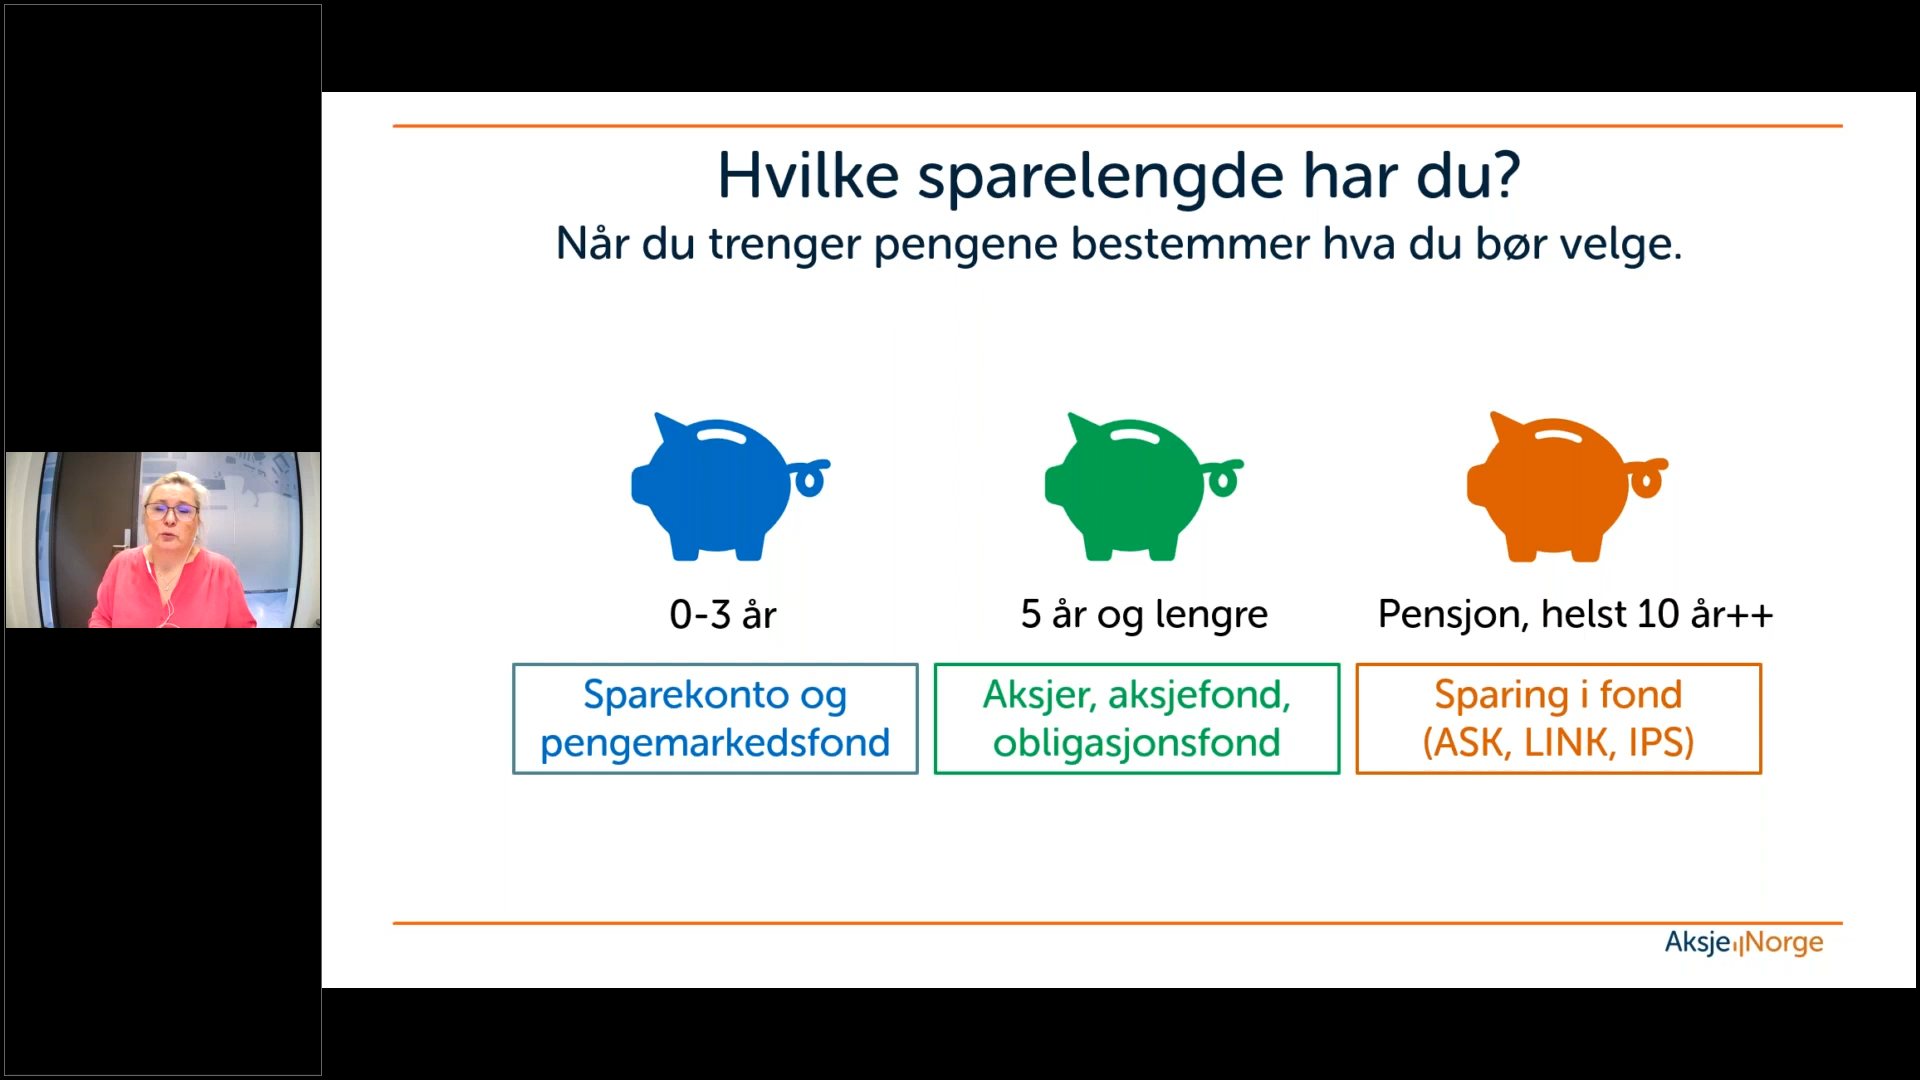 Hvilke sparelengde har du?
Når du trenger pengene bestemmer hva du bør velge.
0-3 år
Sparekonto og
pengemarkedsfond
5 år og lengre
Aksjer, aksjefond,
obligasjonsfond
Pensjon, helst 10 år++
Sparing i fond
(ASK, LINK, IPS)
AksjeNorge